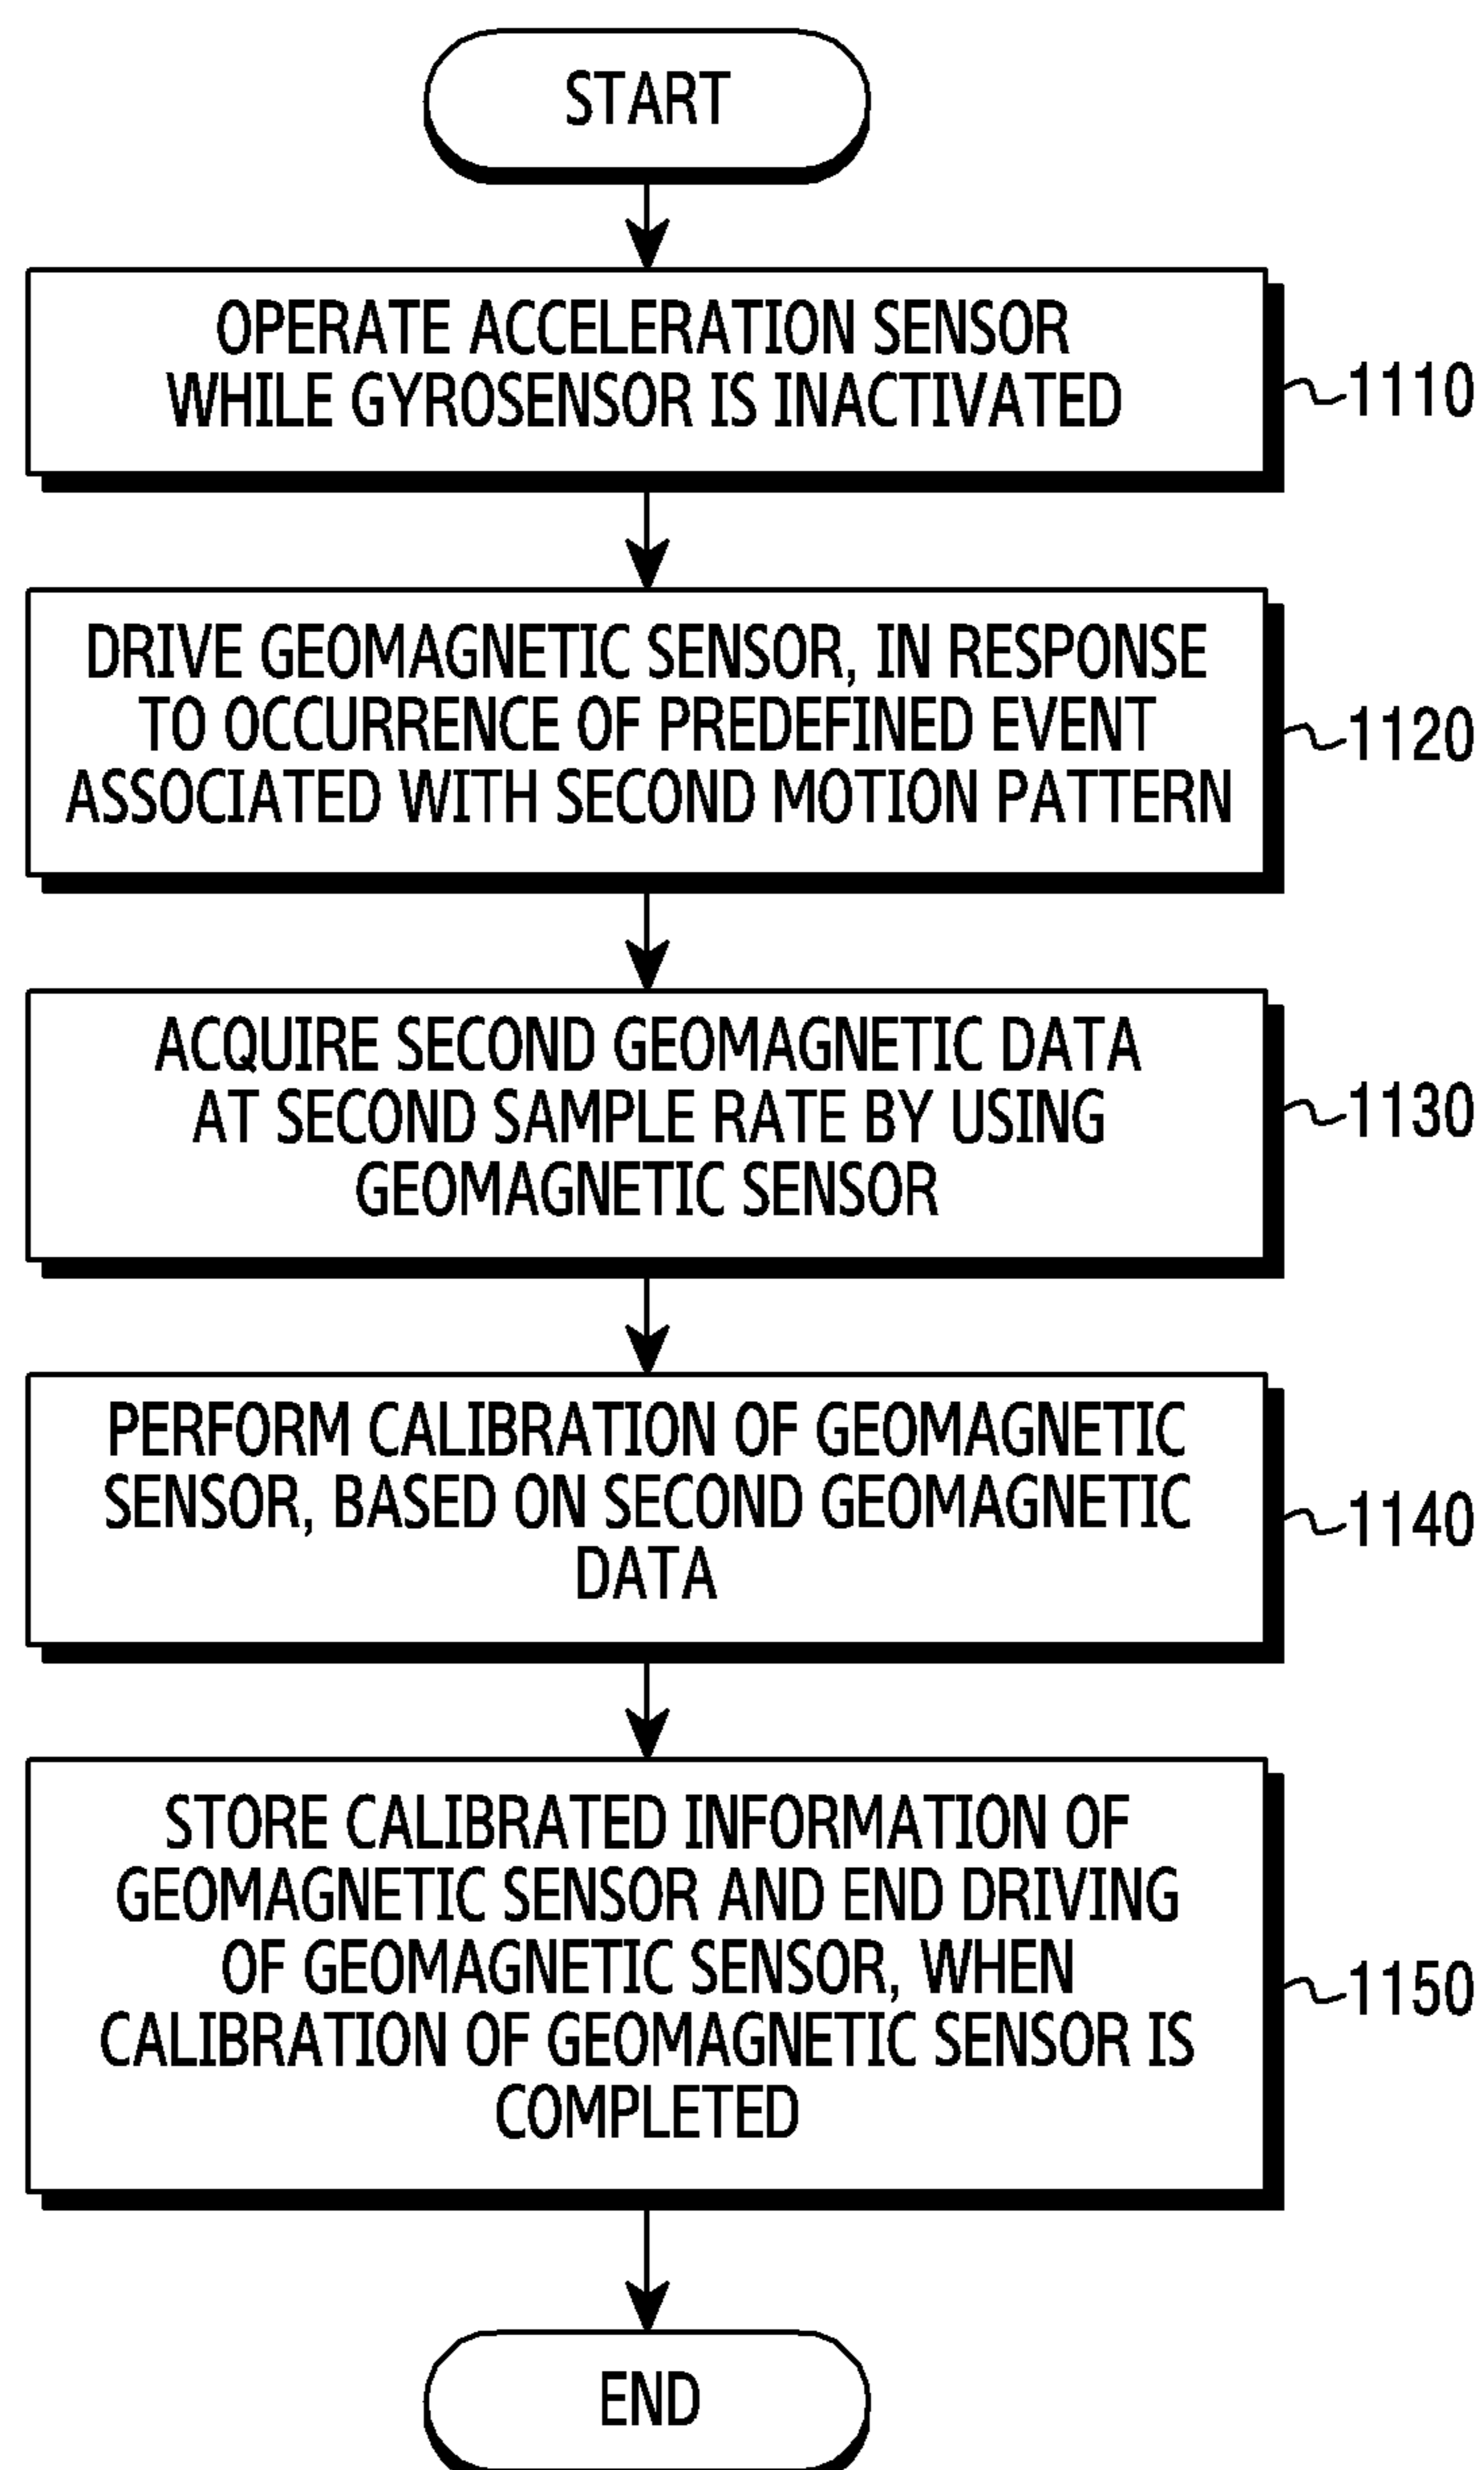 START
OPERATE ACCELERATION SENSOR
WHILE GYROSENSOR IS INACTIVATED
1110
DRIVE GEOMAGNETIC SENSOR, IN RESPONSE
TO OCCURRENCE OF PREDEFINED EVENT
ASSOCIATED WITH SECOND MOTION PATTERN
1120
ACQUIRE SECOND GEOMAGNETIC DATA
AT SECOND SAMPLE RATE BY USING
GEOMAGNETIC SENSOR
1130
PERFORM CALIBRATION OF GEOMAGNETIC
SENSOR, BASED ON SECOND GEOMAGNETIC
DATA
1140
STORE CALIBRATED INFORMATION OF
GEOMAGNETIC SENSOR AND END DRIVING
OF GEOMAGNETIC SENSOR, WHEN
CALIBRATION OF GEOMAGNETIC SENSOR IS
COMPLETED
1150
END